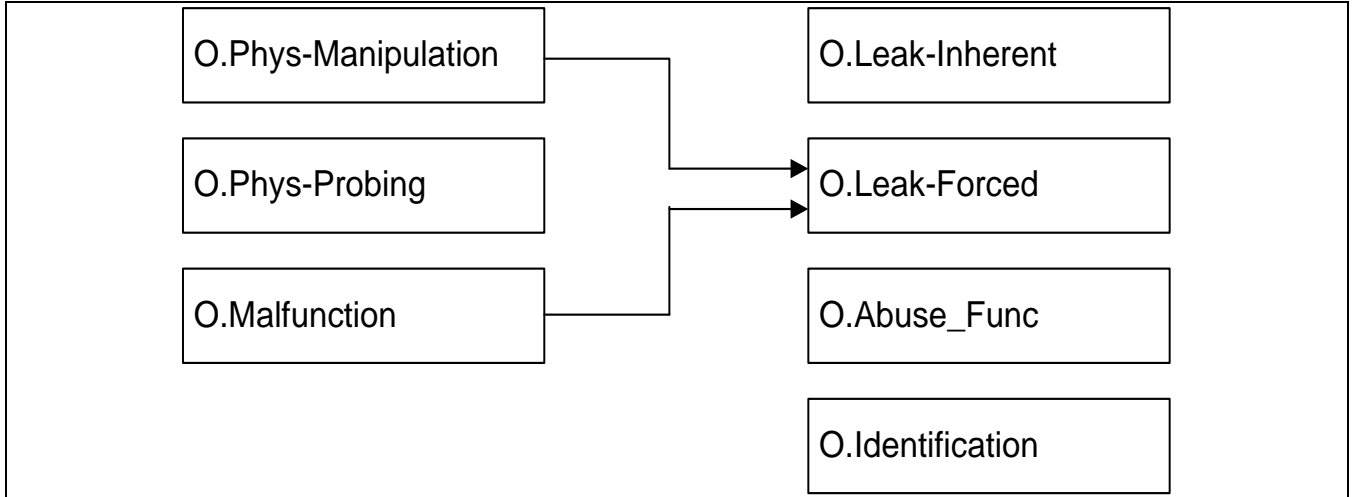 O.Phys-Manipulation
O.Leak-Inherent
O.Phys-Probing
O.Leak-Forced
O.Malfunction
O.Abuse_Func
O.Identification